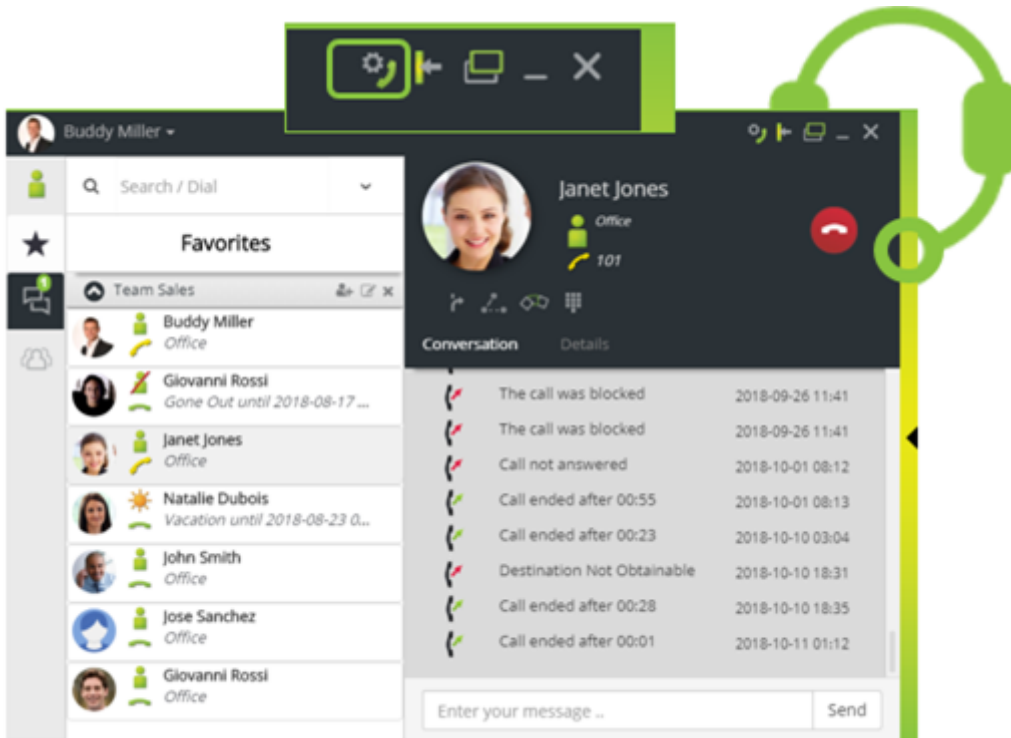 Buddy Miller
Search / Dial
Favorites
1
Team Sales
Buddy Miller
Office
Giovanni Rossi
Gone Out until 2018-08-17 ...
Janet Jones
Office
Natalie Dubois
Vacation until 2018-08-23 0...
John Smith
Office
Jose Sanchez
Office
Giovanni Rossi
Office
Janet Jones
Office
101
Conversation Details
The call was blocked 2018-09-26 11:41
The call was blocked 2018-09-26 11:41
Call not answered 2018-10-01 08:12
Call ended after 00:55 2018-10-01 08:13
Call ended after 00:23 2018-10-10 03:04
Destination Not Obtainable 2018-10-10 18:31
Call ended after 00:28 2018-10-10 18:35
Call ended after 00:01 2018-10-11 01:12
Enter your message .. Send